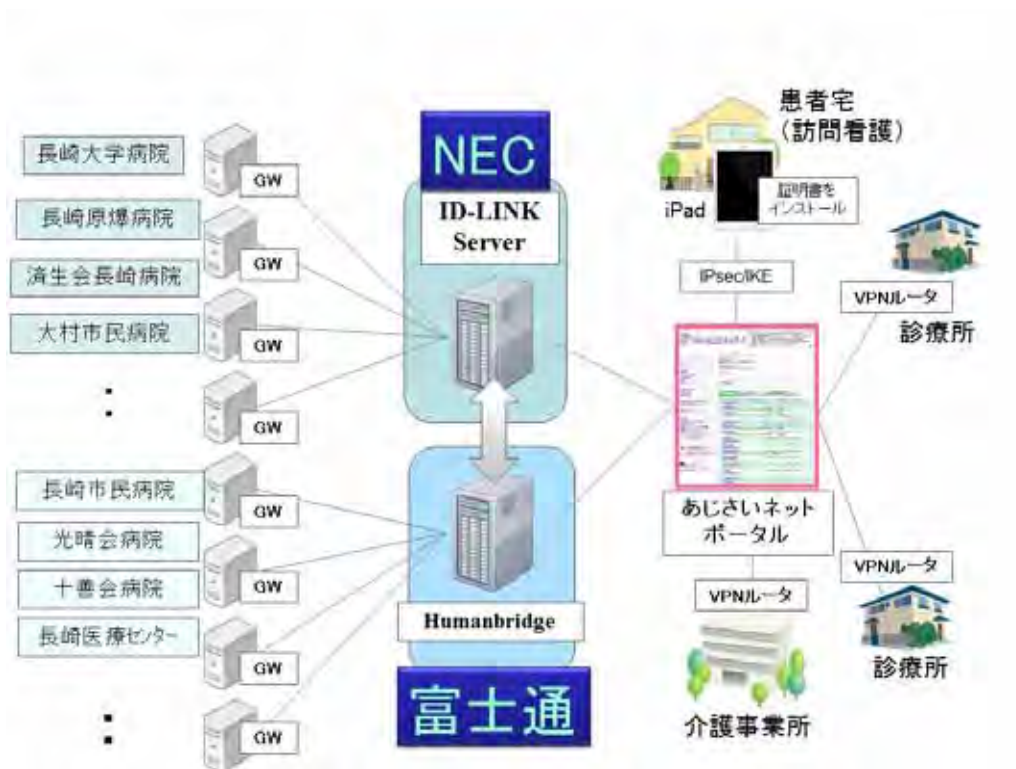 長崎大学病院
GW
長崎原爆病院
GW
済生会長崎病院
大村市民病院
GW
:
GW
長崎市民病院
GW
光晴会病院
十善会病院
GW
長崎医療センター
GW
:
GW
NEC
ID-LINK
Server
Humanbridge
富士通
患者宅
(訪問看護)
iPad
証明書を
インストール
IPsec/IKE
VPNルータ
診療所
あじさいネット
ポータル
VPNルータ
介護事業所
VPNルータ
診療所